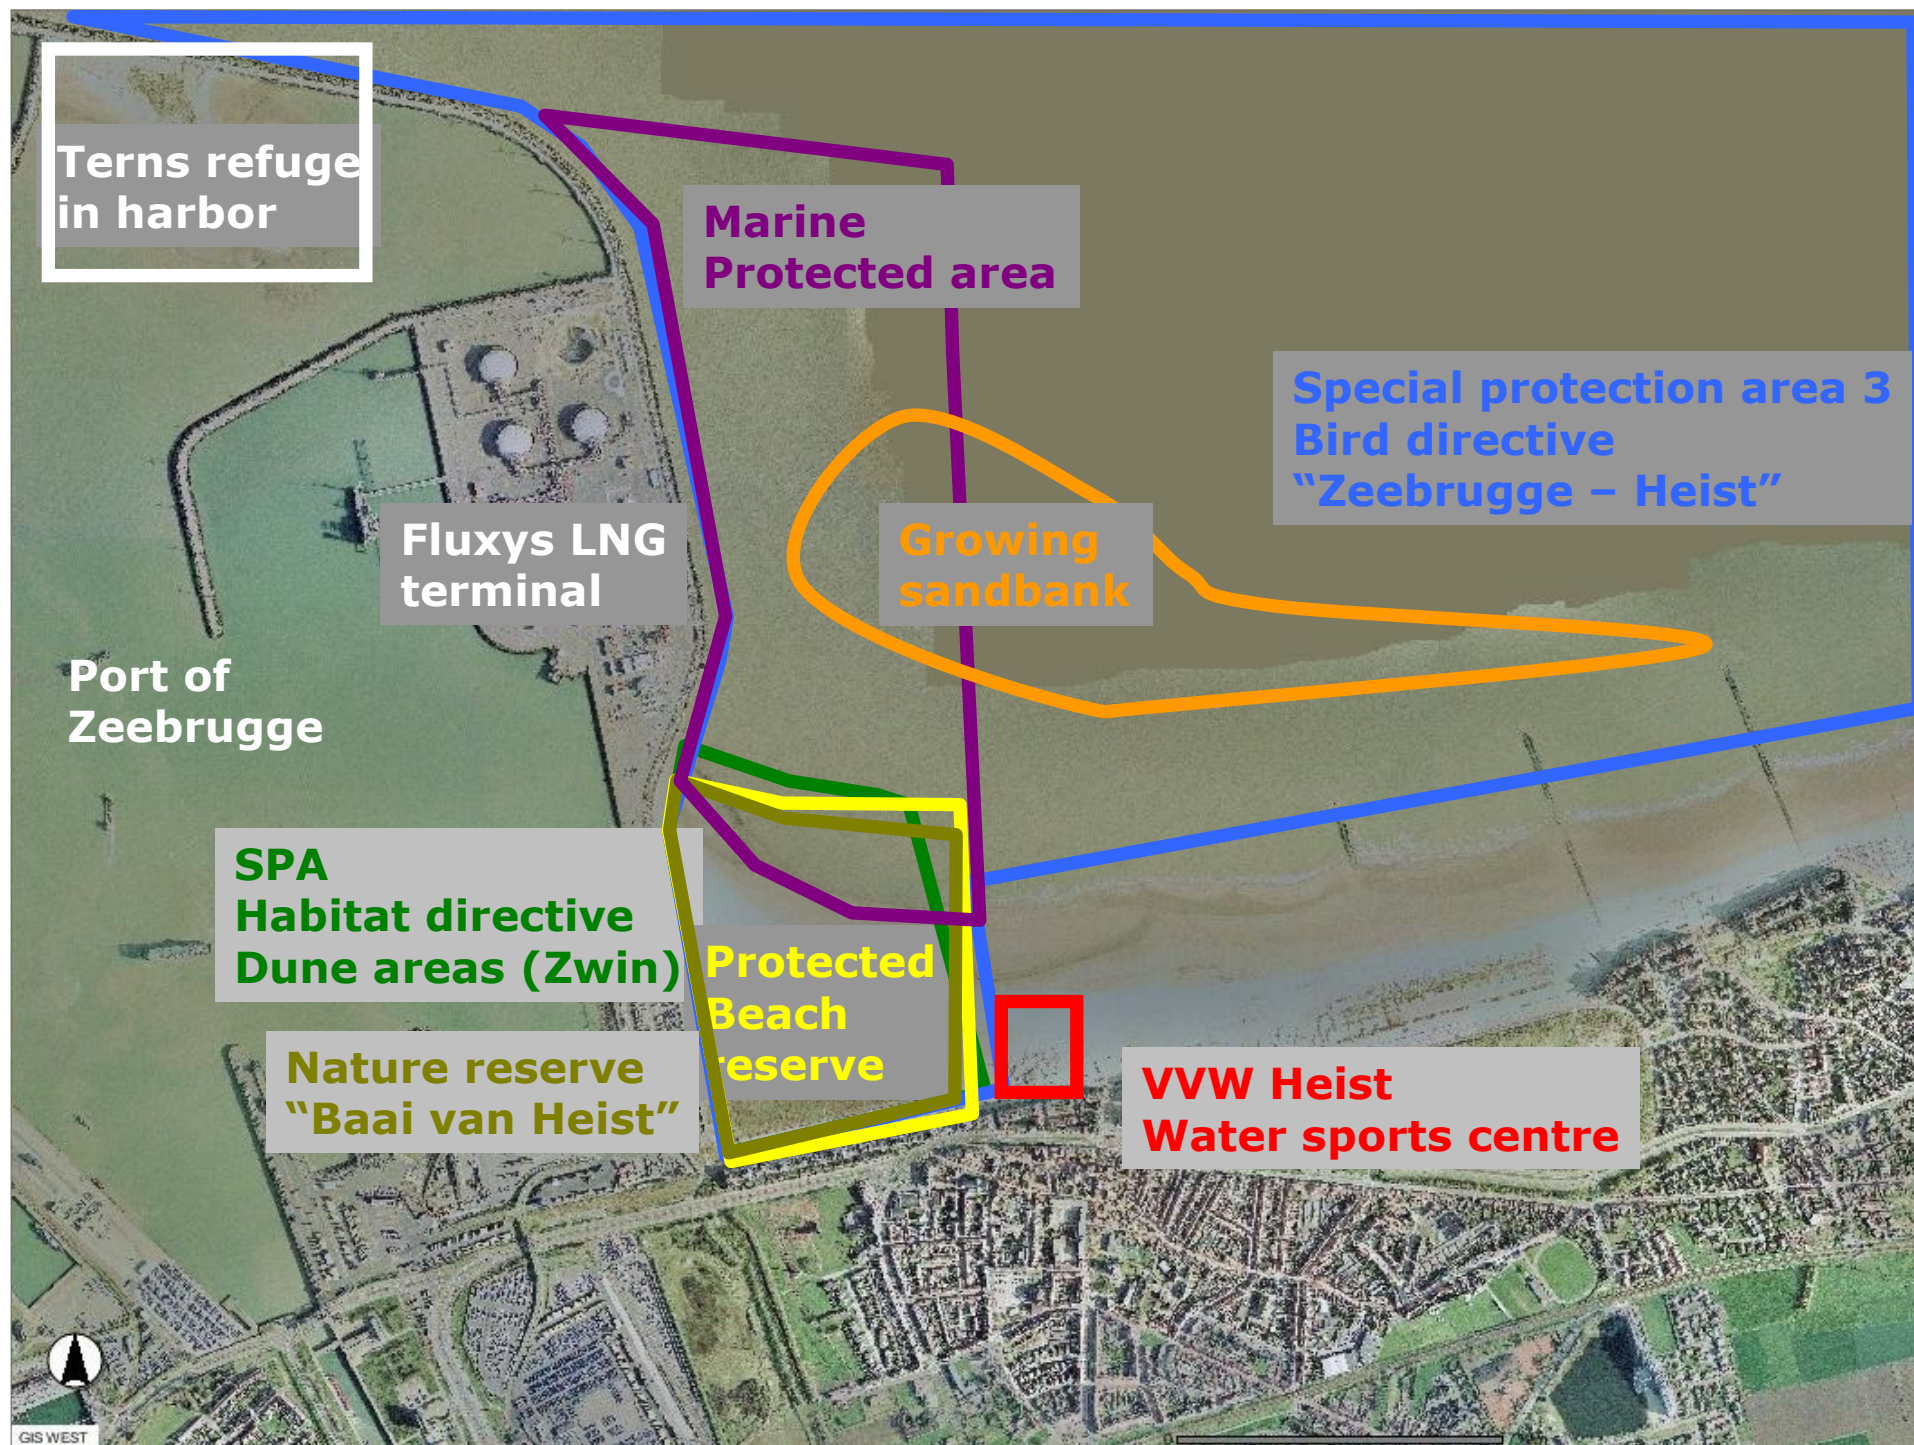 Terns refuge
in harbor
Marine
Protected area
Special protection area 3
Bird directive
“Zeebrugge – Heist”
Fluxys LNG
terminal
Growing
sandbank
Port of
Zeebrugge
SPA
Habitat directive
Dune areas (Zwin)
Protected
Beach
reserve
Nature reserve
“Baai van Heist”
VVW Heist
Water sports centre
GIS WEST
0